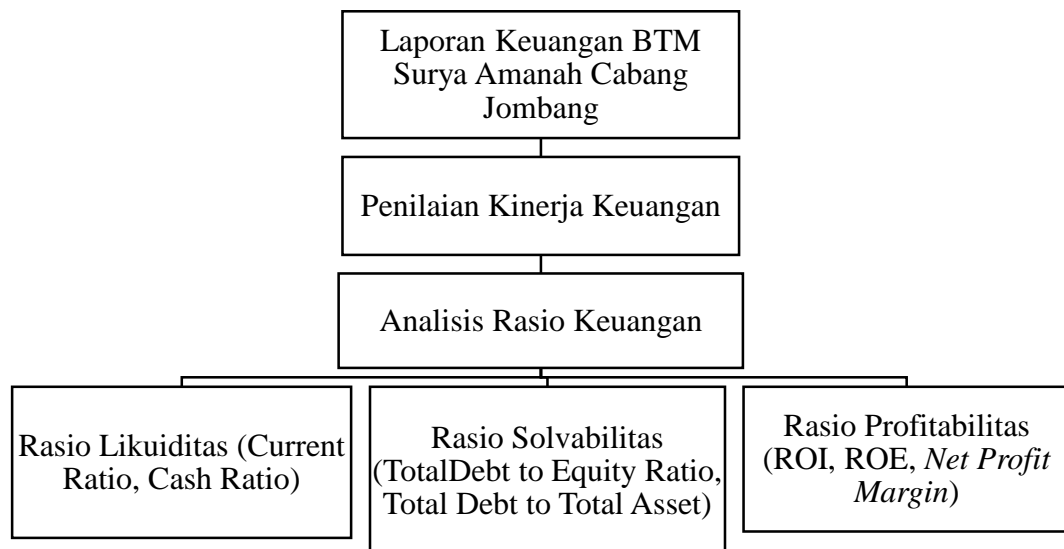 Laporan Keuangan BTM
Surya Amanah Cabang
Jombang
Penilaian Kinerja Keuangan
Analisis Rasio Keuangan
Rasio Likuiditas (Current
Ratio, Cash Ratio)
Rasio Solvabilitas
(TotalDebt to Equity Ratio,
Total Debt to Total Asset)
Rasio Profitabilitas
(ROI, ROE, Net Profit
Margin)